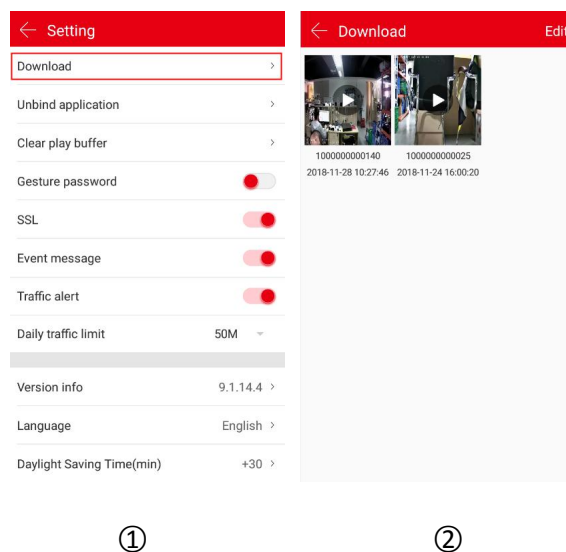 Setting
Download
Unbind application
Clear play buffer
Gesture password
SSL
Event message
Traffic alert
Daily traffic limit 50M
Version info 9.1.14.4
Language English
Daylight Saving Time(min) +30
①
Download Edit
1000000000140 1000000000025
2018-11-28 10:27:46 2018-11-24 16:00:20
②